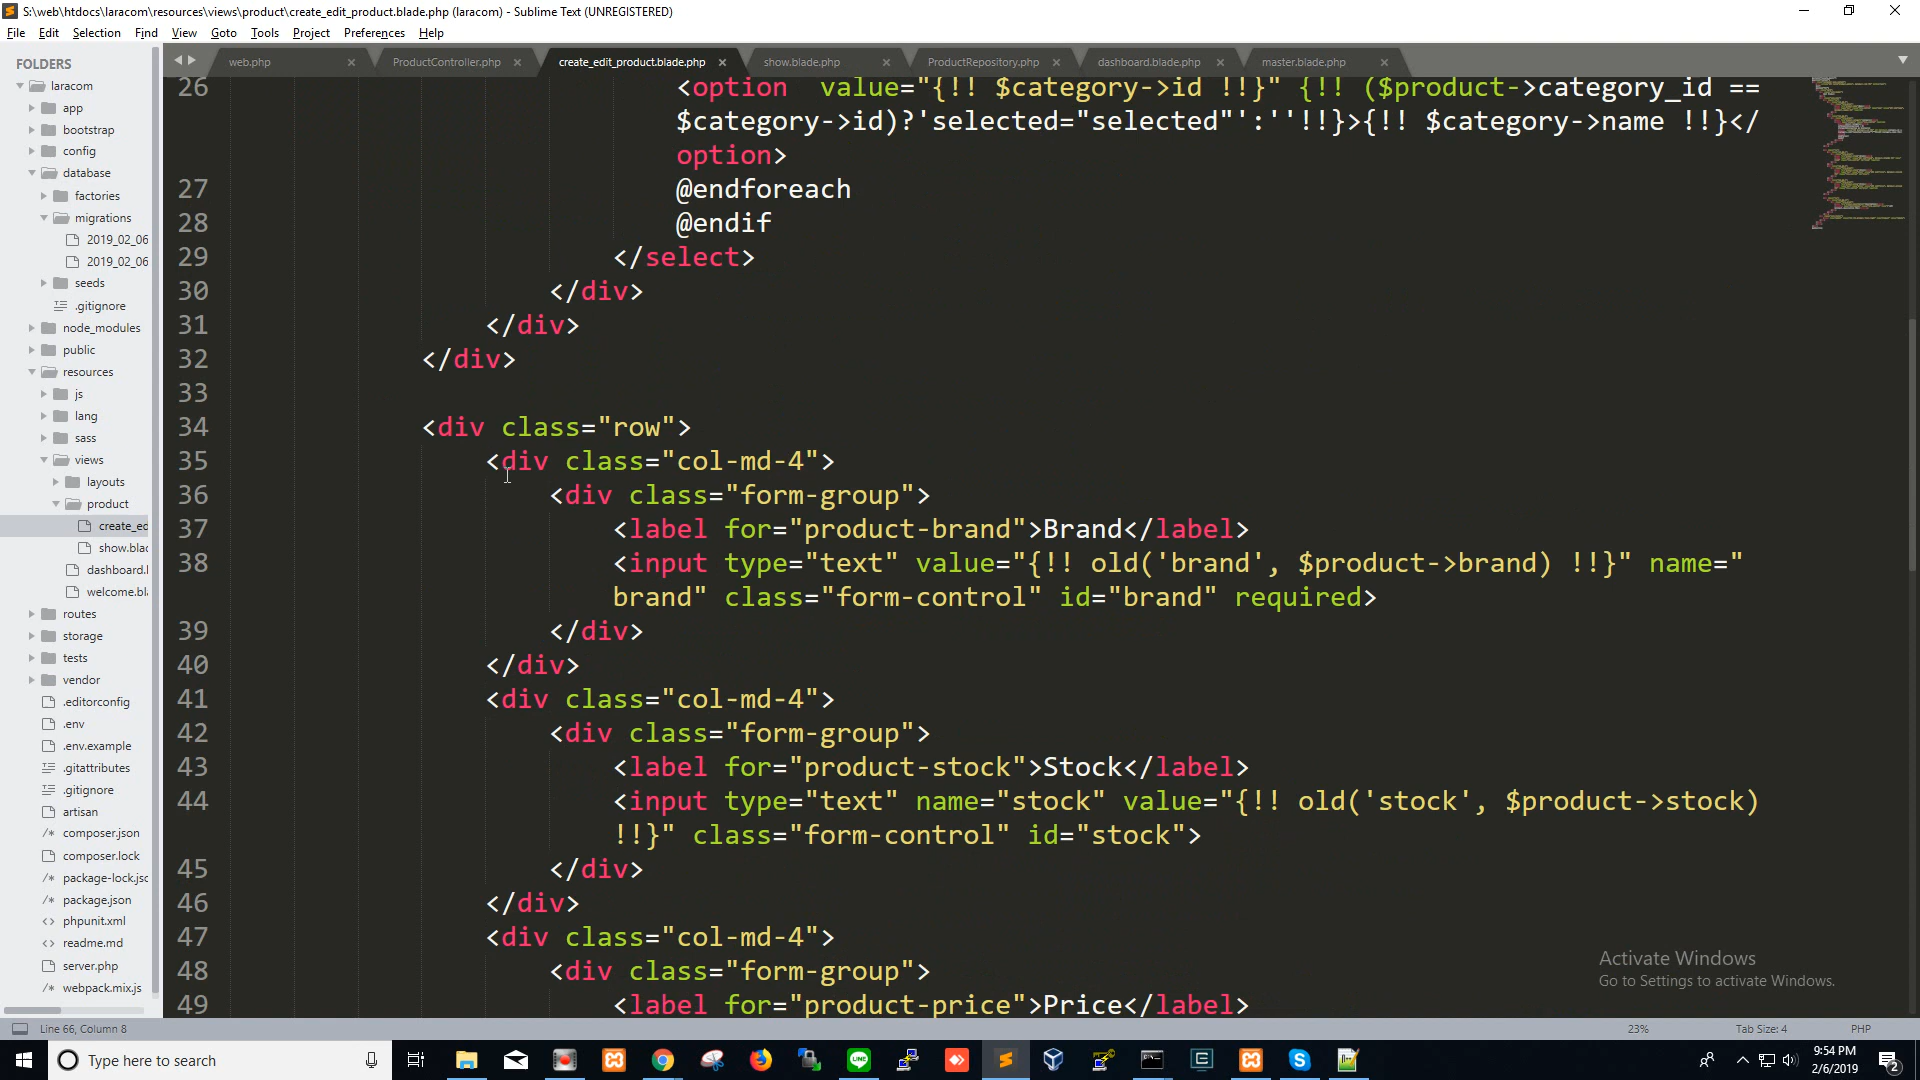 S:\web\htdocs\laracom\resources\views\product\create_edit_product.blade.php (laracom) - Sublime Text (UNREGISTERED)
File Edit Selection Find View Goto Tools Project Preferences Help
FOLDERS
laracom
app
bootstrap
config
database
factories
migrations
2019_02_06
2019_02_06
seeds
.gitignore
node_modules
public
resources
js
lang
sass
views
layouts
product
create_ed
show.blad
dashboard.l
welcome.bl
routes
storage
tests
vendor
.editorconfig
.env
.env.example
.gitattributes
.gitignore
artisan
composer.json
composer.lock
package-lock.jsc
package.json
phpunit.xml
readme.md
server.php
webpack.mix.js
web.php ProductController.php create_edit_product.blade.php show.blade.php ProductRepository.php dashboard.blade.php master.blade.php
26 <option  value="{!! $category->id !!}" {!! ($product->category_id ==
$category->id)?'selected="selected"':''!!}>{!! $category->name !!}</
option>
27 @endforeach
28 @endif
29 </select>
30 </div>
31 </div>
32 </div>
33
34 <div class="row">
35 <div class="col-md-4">
36 <div class="form-group">
37 <label for="product-brand">Brand</label>
38 <input type="text" value="{!! old('brand', $product->brand) !!}" name="
brand" class="form-control" id="brand" required>
39 </div>
40 </div>
41 <div class="col-md-4">
42 <div class="form-group">
43 <label for="product-stock">Stock</label>
44 <input type="text" name="stock" value="{!! old('stock', $product->stock)
!!}" class="form-control" id="stock">
45 </div>
46 </div>
47 <div class="col-md-4">
48 <div class="form-group">
49 <label for="product-price">Price</label>
Activate Windows
Go to Settings to activate Windows.
Line 66, Column 8 23% Tab Size: 4 PHP
Type here to search
9:54 PM
2/6/2019
2